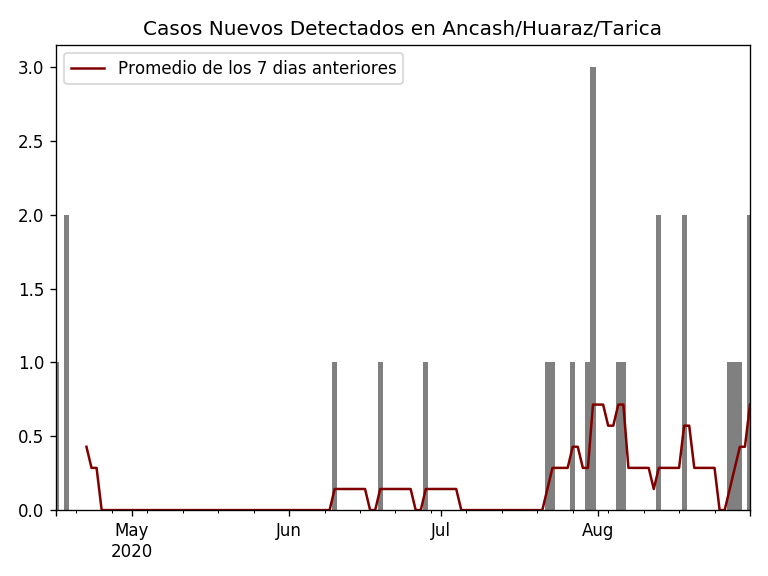 Casos Nuevos Detectados en Ancash/Huaraz/Tarica
Promedio de los 7 dias anteriores
3.0
2.5
2.0
1.5
1.0
0.5
0.0
May Jun Jul Aug
2020